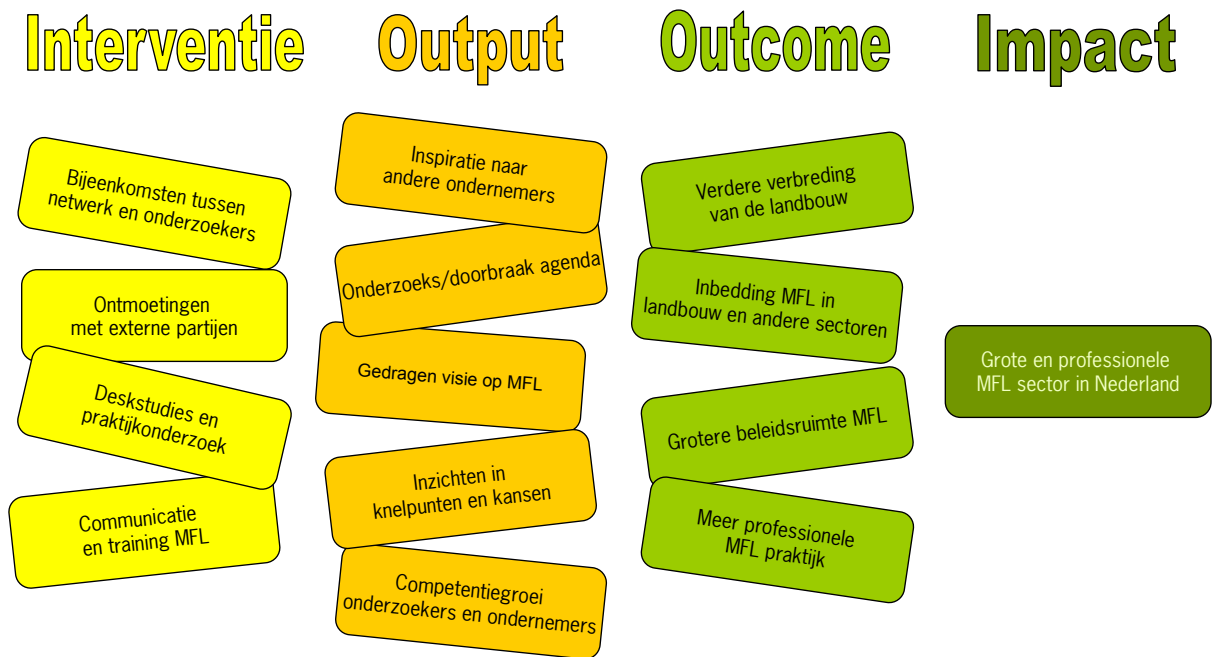 Interventie
Output
Outcome
Impact
Bijeenkomsten tussen
netwerk en onderzoekers
Ontmoetingen
met externe partijen
Deskstudies en
praktijkonderzoek
Communicatie
en training MFL
Inspiratie naar
andere ondernemers
Onderzoeks/doorbraak agenda
Gedragen visie op MFL
Inzichten in
knelpunten en kansen
Competentiegroei
onderzoekers en ondernemers
Verdere verbreding
van de landbouw
Inbedding MFL in
landbouw en andere sectoren
Grotere beleidsruimte MFL
Meer professionele
MFL praktijk
Grote en professionele
MFL sector in Nederland